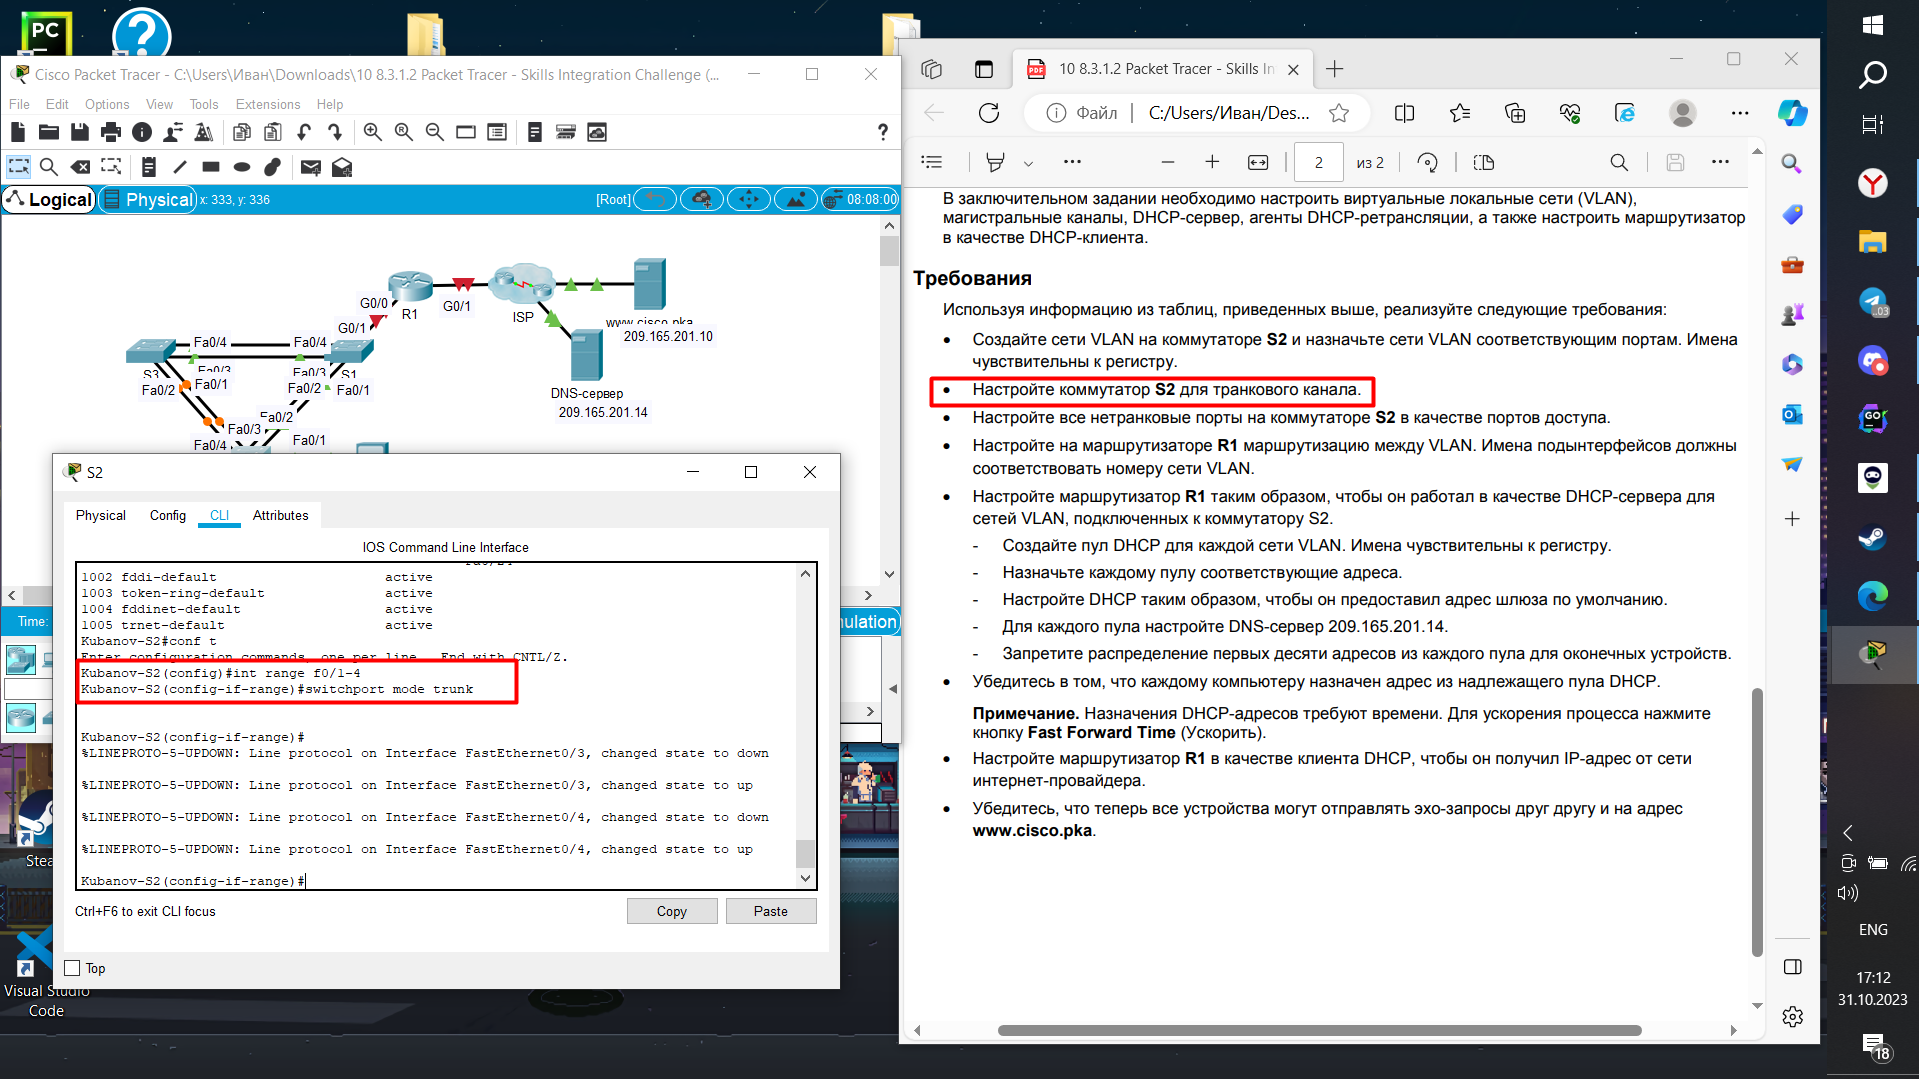 PC
Cisco Packet Tracer - C:\Users\Иван\Downloads\10 8.3.1.2 Packet Tracer - Skills Integration Challenge (...
File Edit Options View Tools Extensions Help
?
Logical
Physical
x: 333, y: 336
[Root]
08:08:00
G0/0
R1
G0/1
ISP
G0/1
www.cisco.pka
209.165.201.10
Fa0/4
Fa0/4
Fa0/3
Fa0/3
S3
S1
Fa0/2
Fa0/1
Fa0/2
Fa0/1
DNS-сервер
209.165.201.14
Fa0/2
Fa0/3
Fa0/4
Fa0/1
Time:
S2
Physical Config CLI Attributes
IOS Command Line Interface
1002 fddi-default active
1003 token-ring-default active
1004 fddinet-default active
1005 trnet-default active
Kubanov-S2#conf t
Enter configuration commands, one per line. End with CNTL/Z.
Kubanov-S2(config)#int range f0/1-4
Kubanov-S2(config-if-range)#switchport mode trunk
Kubanov-S2(config-if-range)#
%LINEPROTO-5-UPDOWN: Line protocol on Interface FastEthernet0/3, changed state to down
%LINEPROTO-5-UPDOWN: Line protocol on Interface FastEthernet0/3, changed state to up
%LINEPROTO-5-UPDOWN: Line protocol on Interface FastEthernet0/4, changed state to down
%LINEPROTO-5-UPDOWN: Line protocol on Interface FastEthernet0/4, changed state to up
Kubanov-S2(config-if-range)#
Ctrl+F6 to exit CLI focus
Copy
Paste
Top
Visual Studio
Code
10 8.3.1.2 Packet Tracer - Skills In
Файл
C:/Users/Иван/Des...
2
из 2
В заключительном задании необходимо настроить виртуальные локальные сети (VLAN),
магистральные каналы, DHCP-сервер, агенты DHCP-ретрансляции, а также настроить маршрутизатор
в качестве DHCP-клиента.
Требования
Используя информацию из таблиц, приведенных выше, реализуйте следующие требования:
• Создайте сети VLAN на коммутаторе S2 и назначьте сети VLAN соответствующим портам. Имена
чувствительны к регистру.
• Настройте коммутатор S2 для транкового канала.
• Настройте все нетранковые порты на коммутаторе S2 в качестве портов доступа.
• Настройте на маршрутизаторе R1 маршрутизацию между VLAN. Имена подынтерфейсов должны
соответствовать номеру сети VLAN.
• Настройте маршрутизатор R1 таким образом, чтобы он работал в качестве DHCP-сервера для
сетей VLAN, подключенных к коммутатору S2.
- Создайте пул DHCP для каждой сети VLAN. Имена чувствительны к регистру.
- Назначьте каждому пулу соответствующие адреса.
- Настройте DHCP таким образом, чтобы он предоставил адрес шлюза по умолчанию.
- Для каждого пула настройте DNS-сервер 209.165.201.14.
- Запретите распределение первых десяти адресов из каждого пула для оконечных устройств.
• Убедитесь в том, что каждому компьютеру назначен адрес из надлежащего пула DHCP.
Примечание. Назначения DHCP-адресов требуют времени. Для ускорения процесса нажмите
кнопку Fast Forward Time (Ускорить).
• Настройте маршрутизатор R1 в качестве клиента DHCP, чтобы он получил IP-адрес от сети
интернет-провайдера.
• Убедитесь, что теперь все устройства могут отправлять эхо-запросы друг другу и на адрес
www.cisco.pka.
ENG
17:12
31.10.2023
18